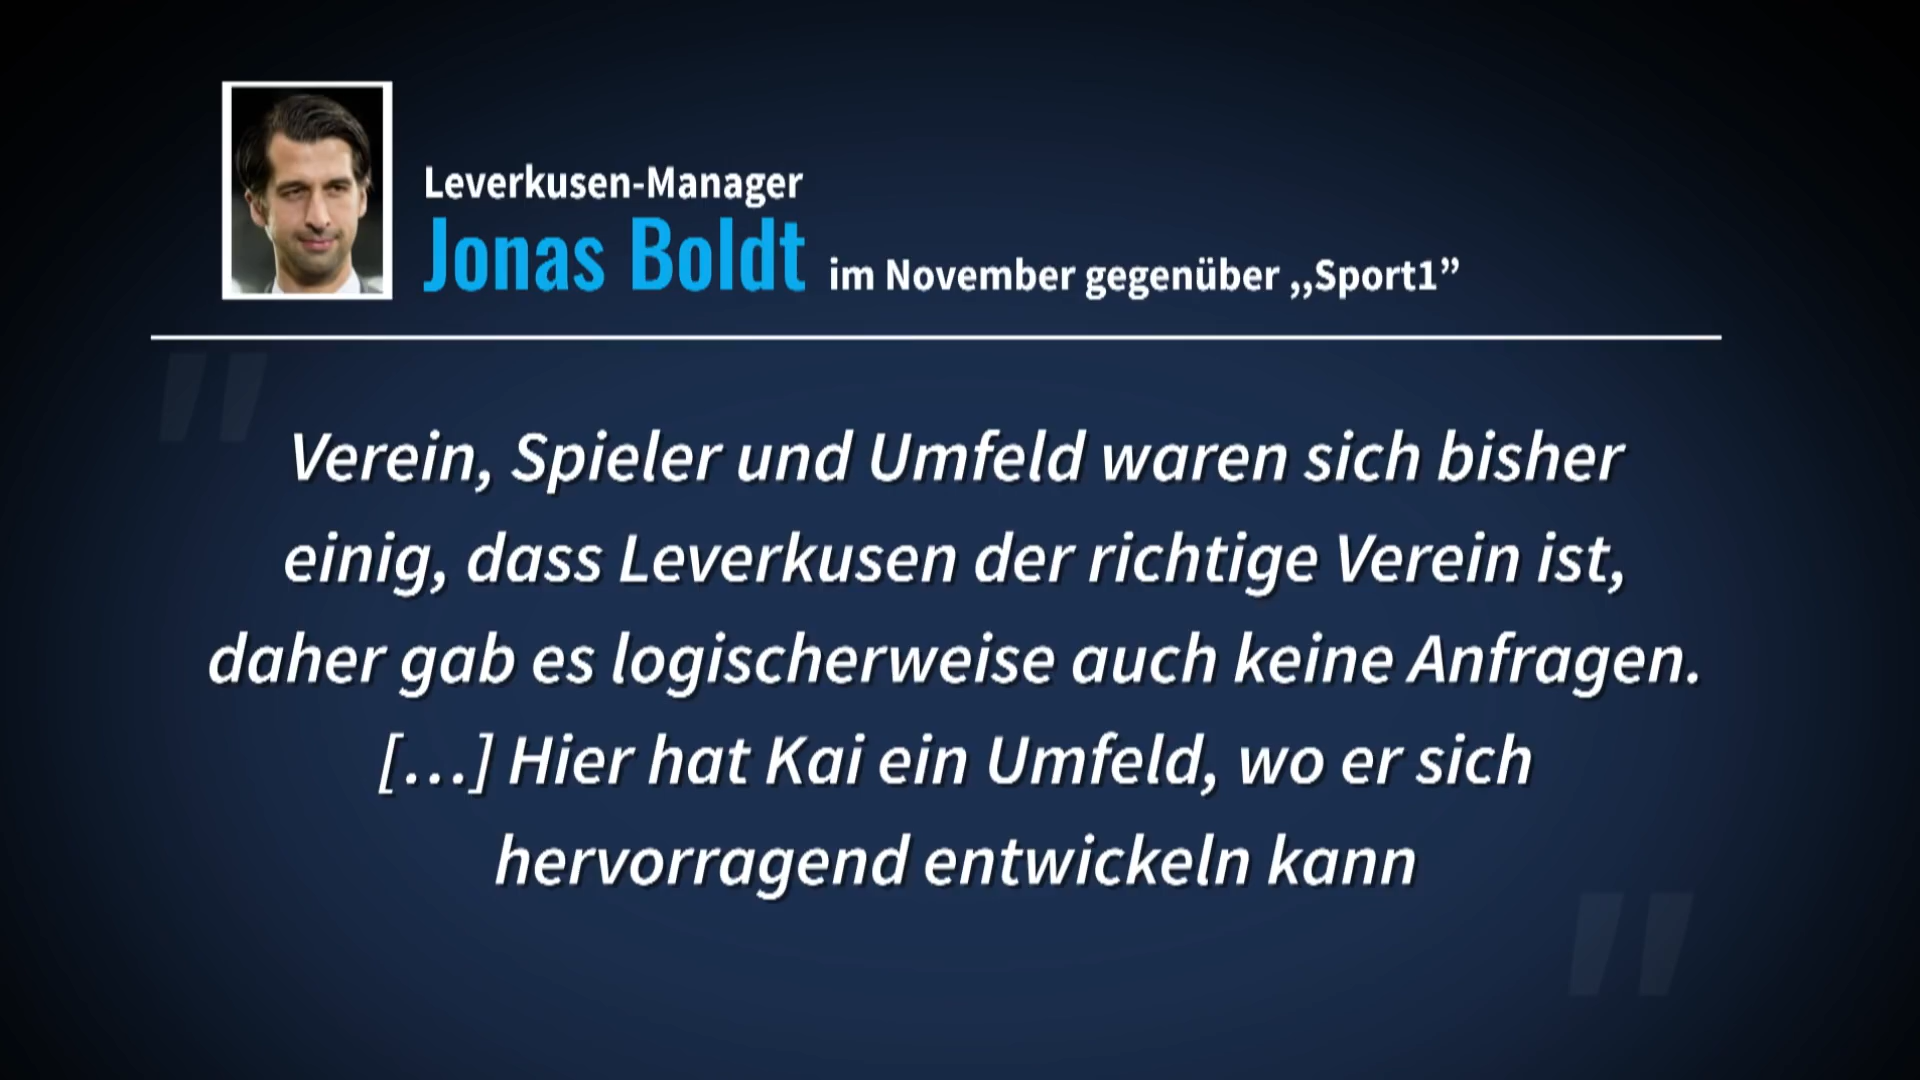 Leverkusen-Manager
Jonas Boldt im November gegenüber ,,Sport1”
"
Verein, Spieler und Umfeld waren sich bisher
einig, dass Leverkusen der richtige Verein ist,
daher gab es logischerweise auch keine Anfragen.
[…] Hier hat Kai ein Umfeld, wo er sich
hervorragend entwickeln kann
"